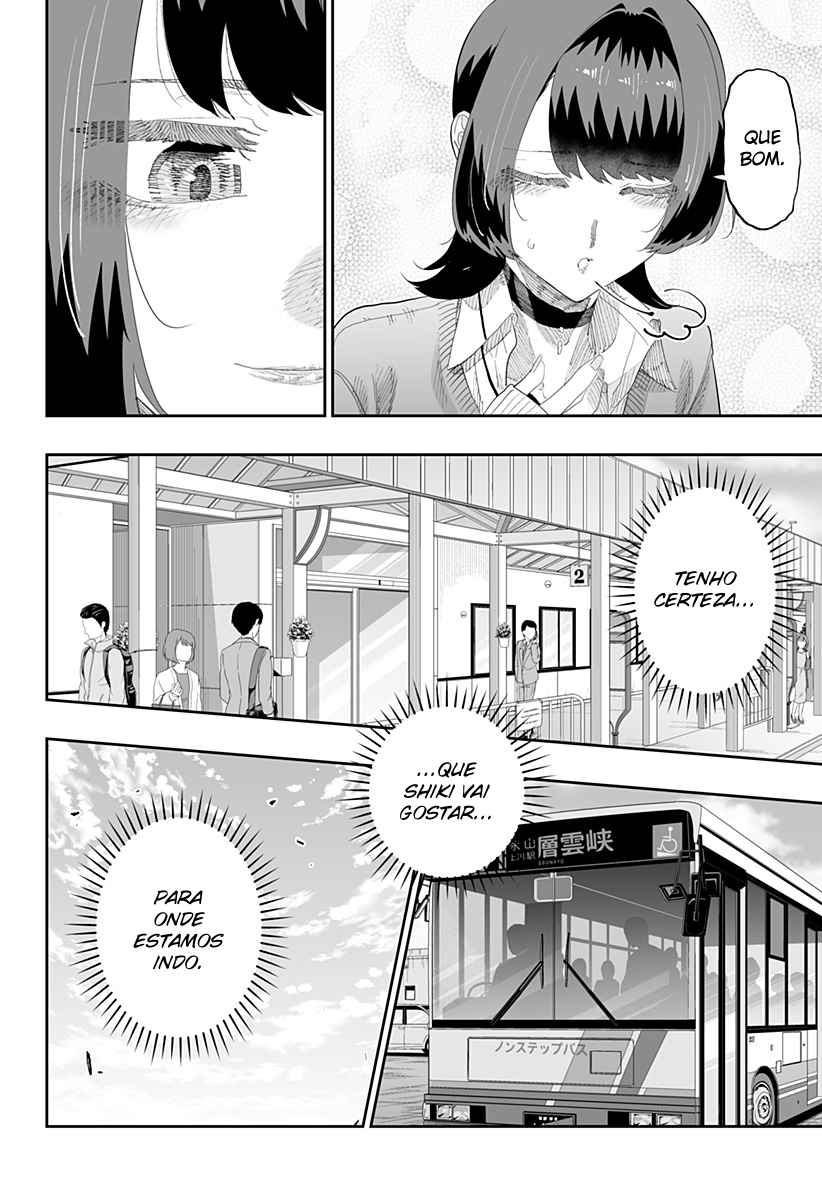 QUE
BOM.
2
TENHO
CERTEZA...
...QUE
SHIKI VAI
GOSTAR...
層雲峡
SOUNKYO
上川駅
ノンステップバス
PARA
ONDE
ESTAMOS
INDO.